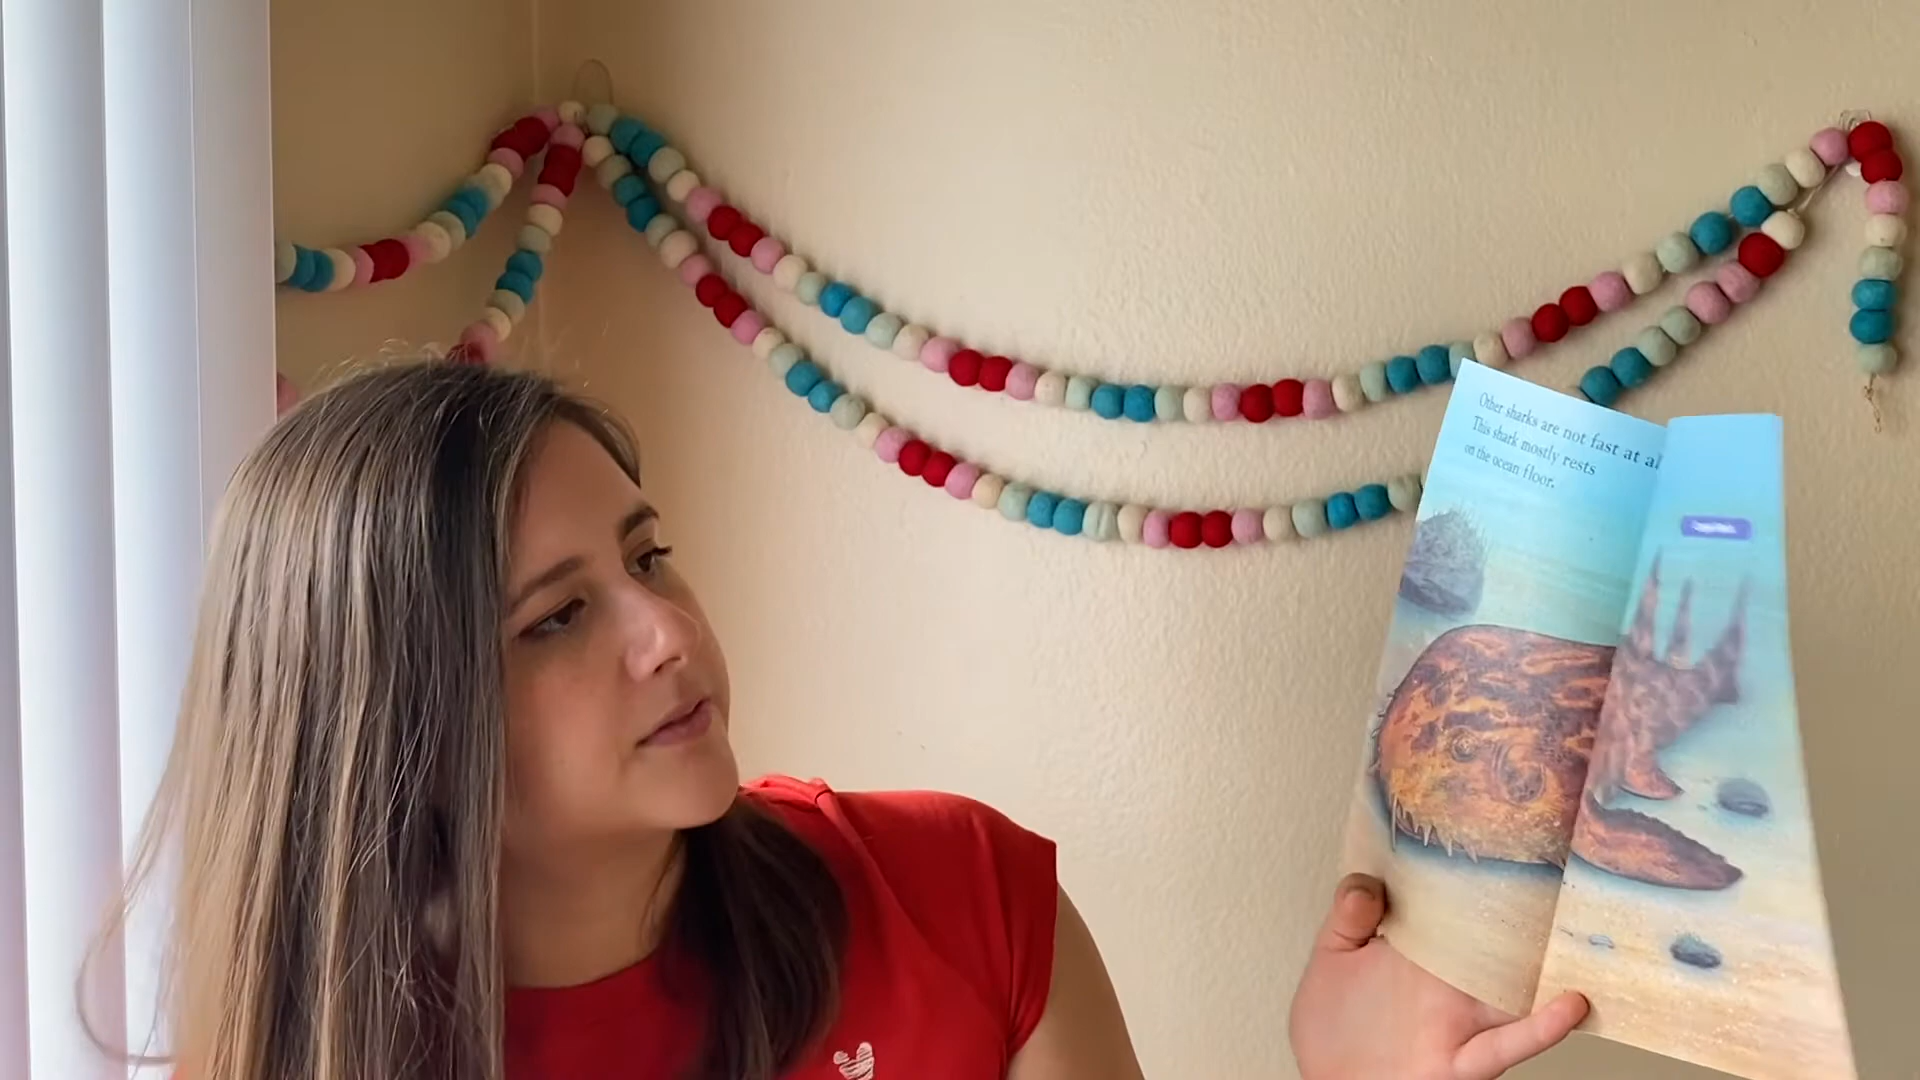 Other sharks are not fast at al
This shark mostly rests
on the ocean floor.